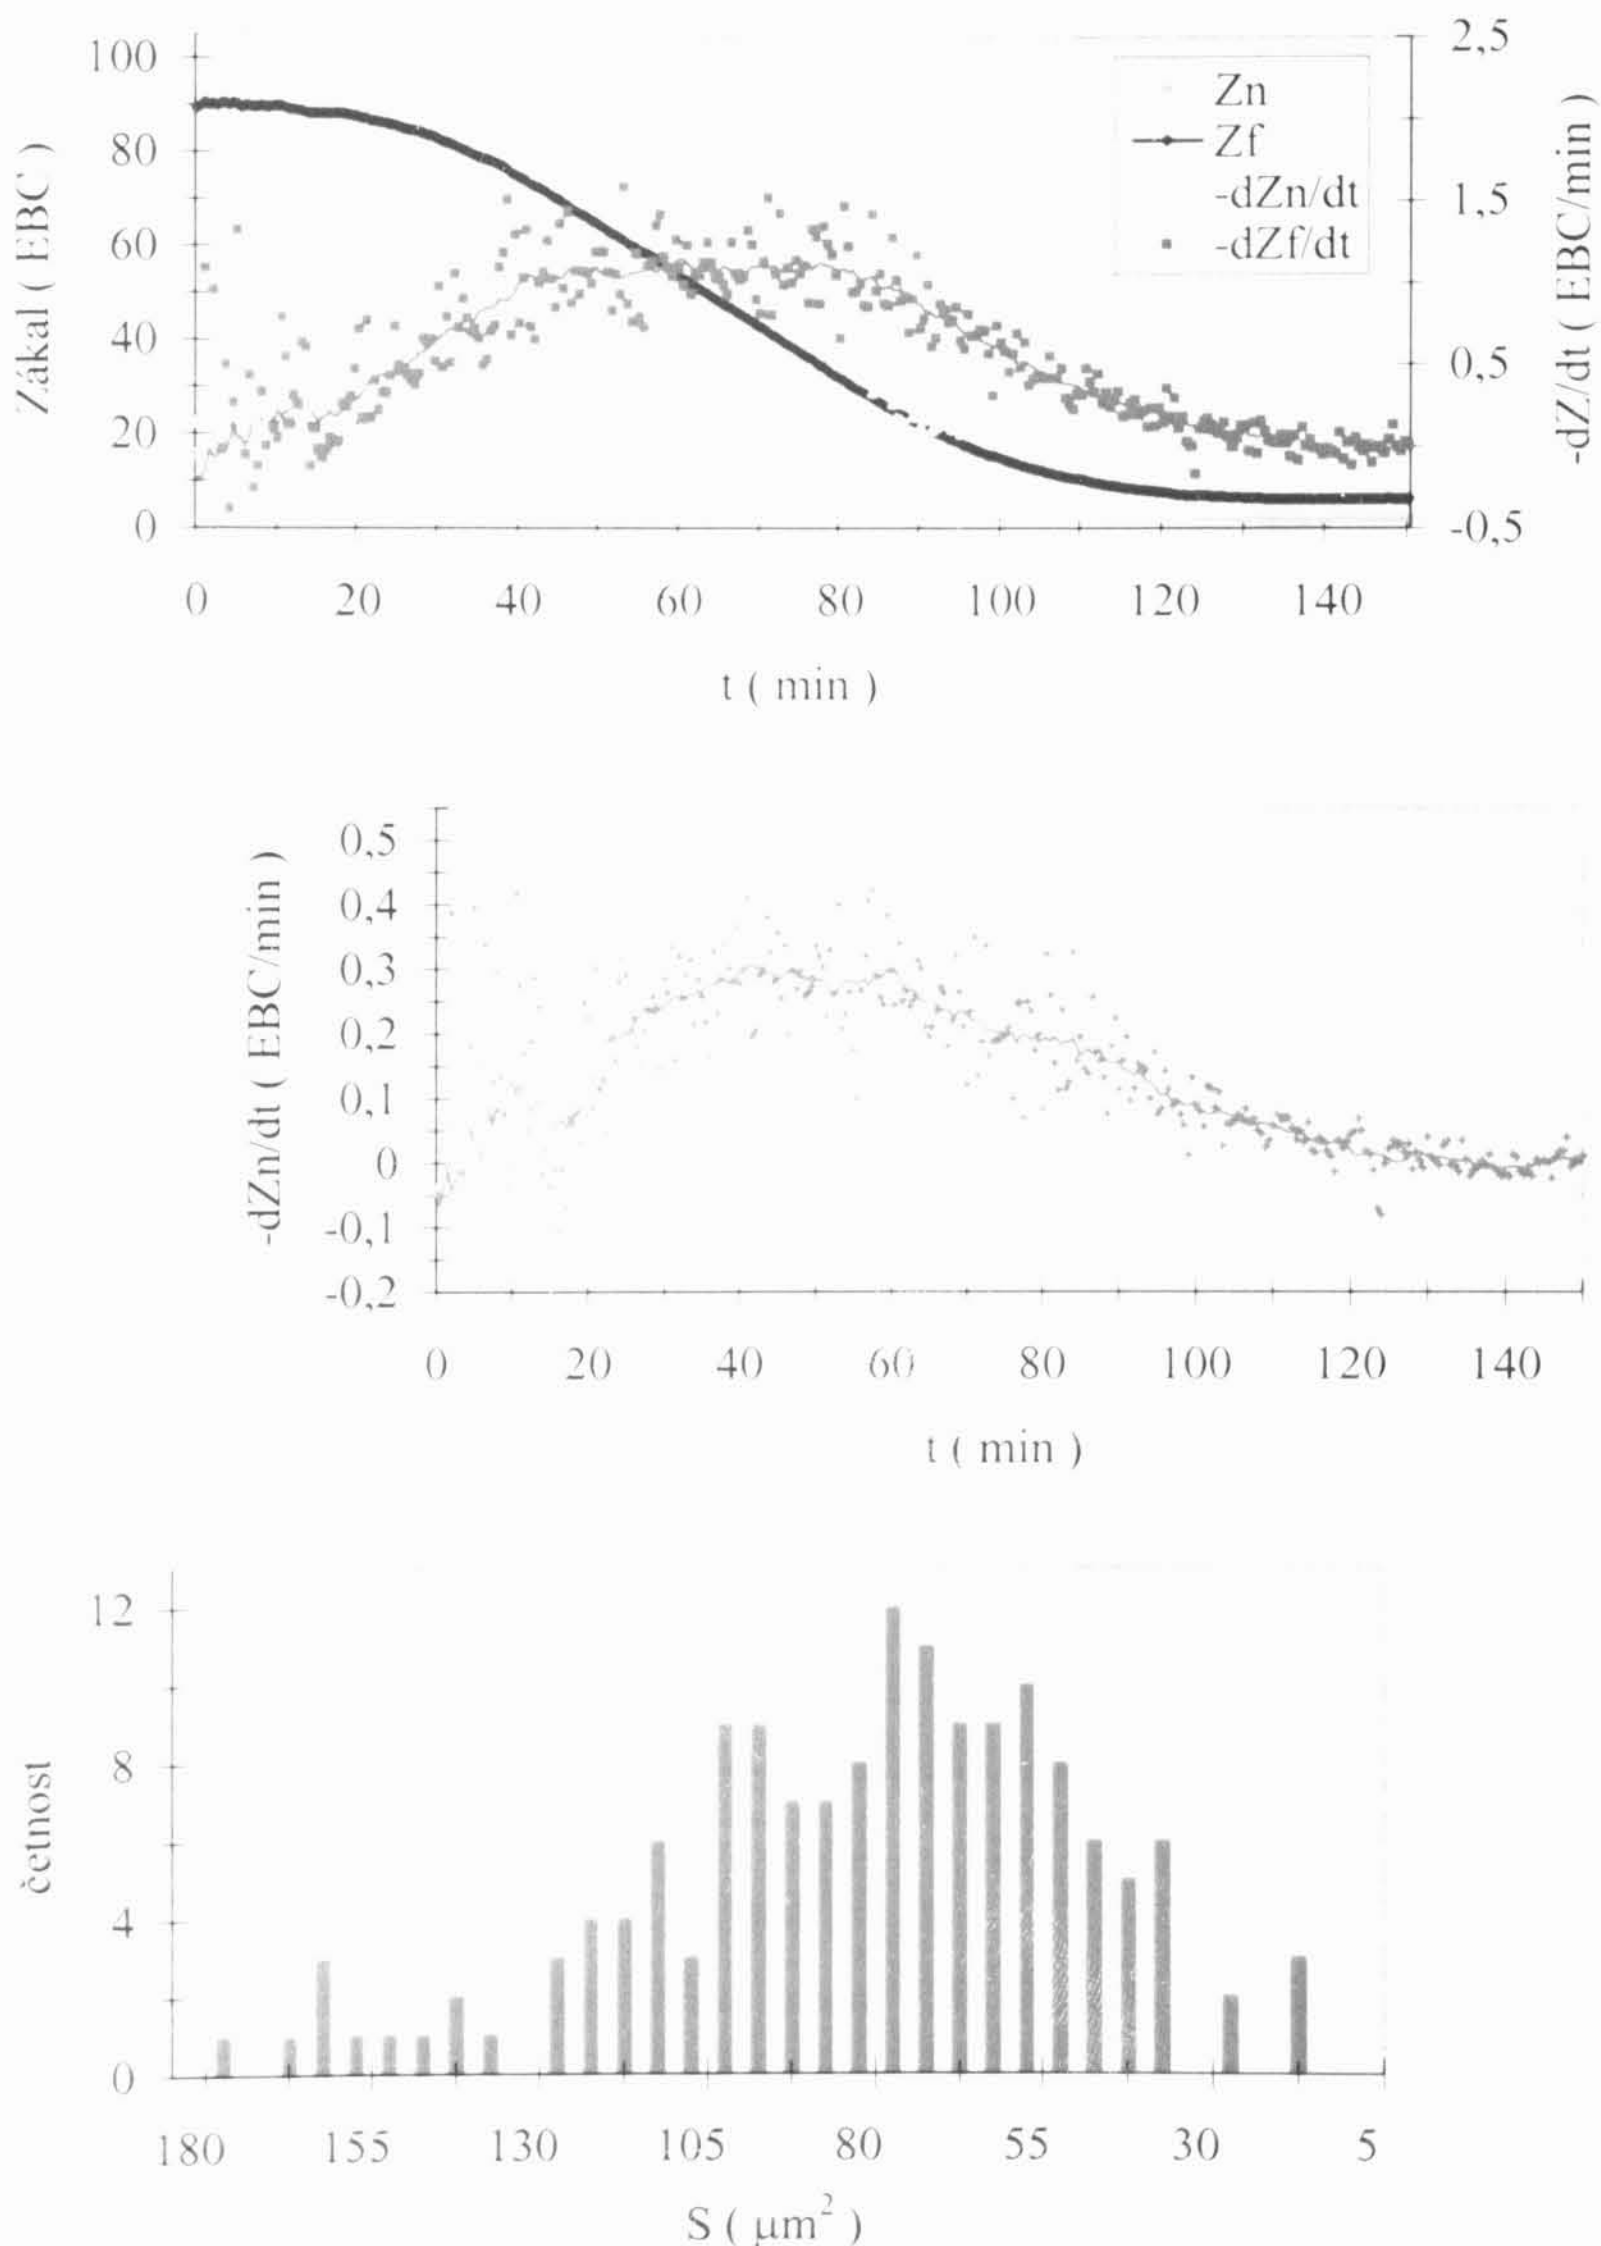 100
80
60
40
20
0
Zákal ( EBC )
2,5
1,5
0,5
-0,5
-dZ/dt ( EBC/min )
Zn
Zf
-dZn/dt
-dZf/dt
0 20 40 60 80 100 120 140
t ( min )
0,5
0,4
0,3
0,2
0,1
0
-0,1
-0,2
-dZn/dt ( EBC/min )
0 20 40 60 80 100 120 140
t ( min )
12
8
4
0
četnost
180 155 130 105 80 55 30 5
S ( µm² )